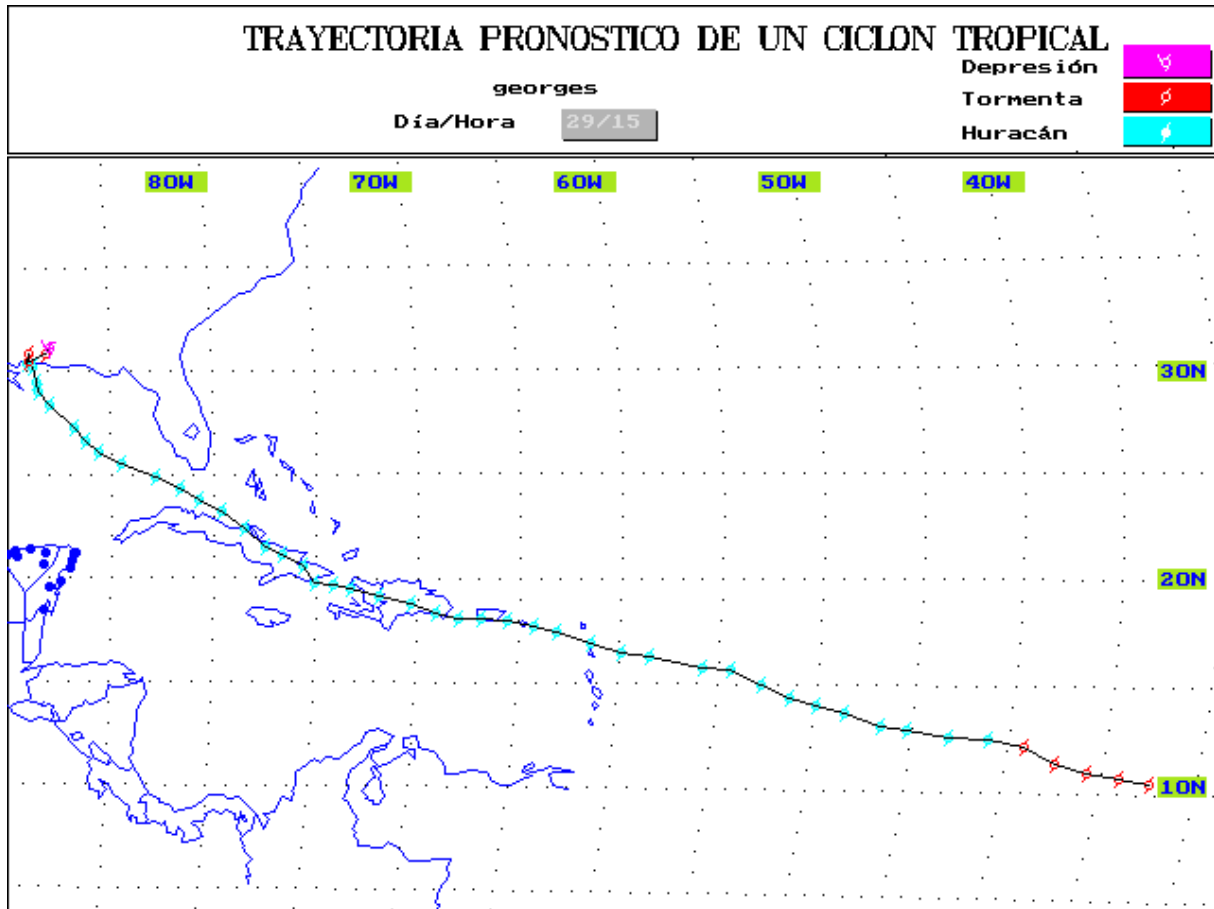 TRAYECTORIA PRONOSTICO DE UN CICLON TROPICAL
georges
Día/Hora 29/15
Depresión
Tormenta
Huracán
80W 70W 60W 50W 40W
30N
20N
10N